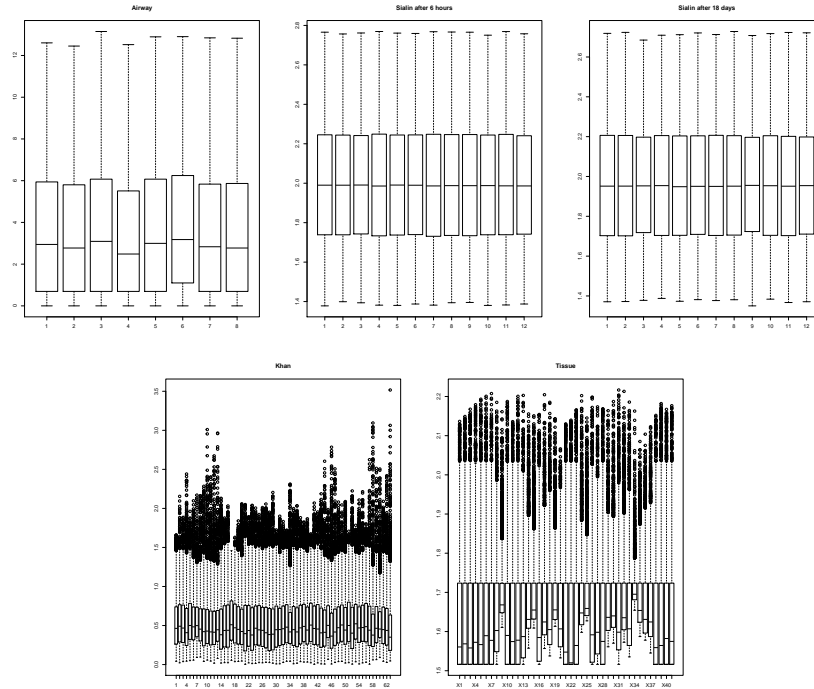 Airway
Sialin after 6 hours
Sialin after 18 days
0 2 4 6 8 10 12
1 2 3 4 5 6 7 8
1.4 1.6 1.8 2.0 2.2 2.4 2.6 2.8
1 2 3 4 5 6 7 8 9 10 11 12
1.4 1.6 1.8 2.0 2.2 2.4 2.6
1 2 3 4 5 6 7 8 9 10 11 12
Khan
Tissue
0.0 0.5 1.0 1.5 2.0 2.5 3.0 3.5
1 4 7 10 14 18 22 26 30 34 38 42 46 50 54 58 62
1.5 1.6 1.7 1.8 1.9 2.0 2.1 2.2
X1 X4 X7 X10 X13 X16 X19 X22 X25 X28 X31 X34 X37 X40